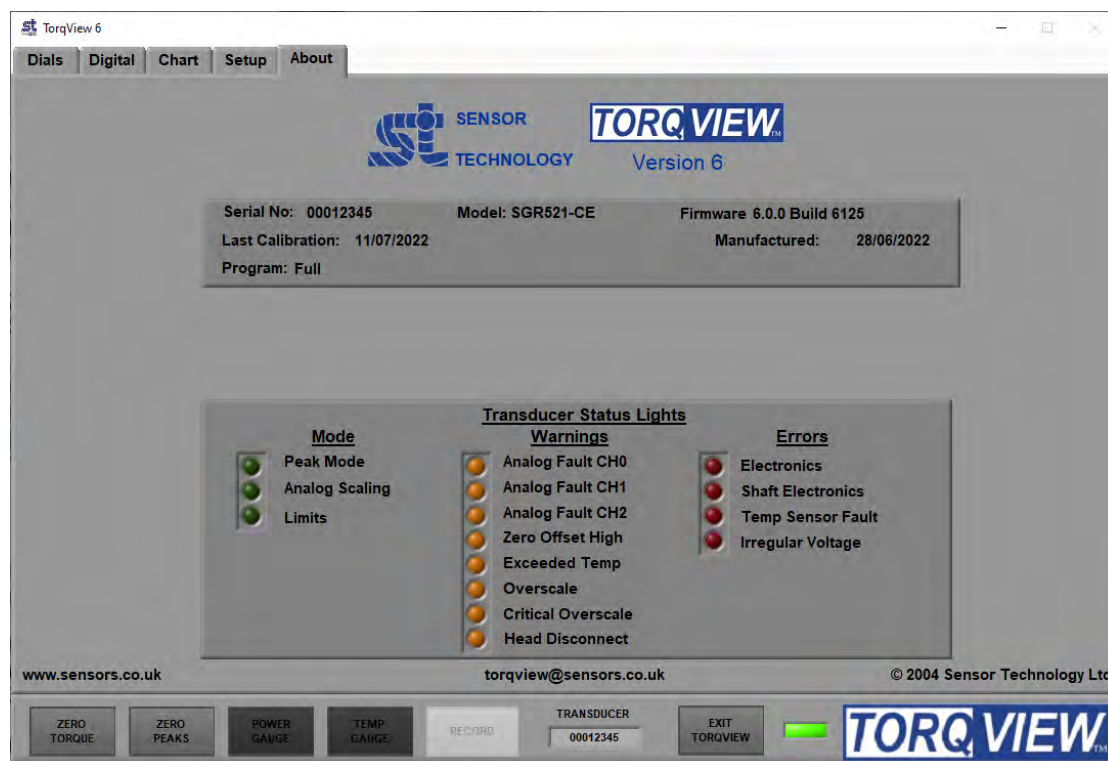 TorqView 6
Dials Digital Chart Setup About
st SENSOR TECHNOLOGY
TORQVIEW™
Version 6
Serial No: 00012345 Model: SGR521-CE Firmware 6.0.0 Build 6125
Last Calibration: 11/07/2022 Manufactured: 28/06/2022
Program: Full
Transducer Status Lights
Mode
Peak Mode
Analog Scaling
Limits
Warnings
Analog Fault CH0
Analog Fault CH1
Analog Fault CH2
Zero Offset High
Exceeded Temp
Overscale
Critical Overscale
Head Disconnect
Errors
Electronics
Shaft Electronics
Temp Sensor Fault
Irregular Voltage
www.sensors.co.uk torqview@sensors.co.uk © 2004 Sensor Technology Ltd
ZERO TORQUE
ZERO PEAKS
POWER GAUGE
TEMP GAUGE
RECORD
TRANSDUCER
00012345
EXIT TORQVIEW
TORQVIEW™